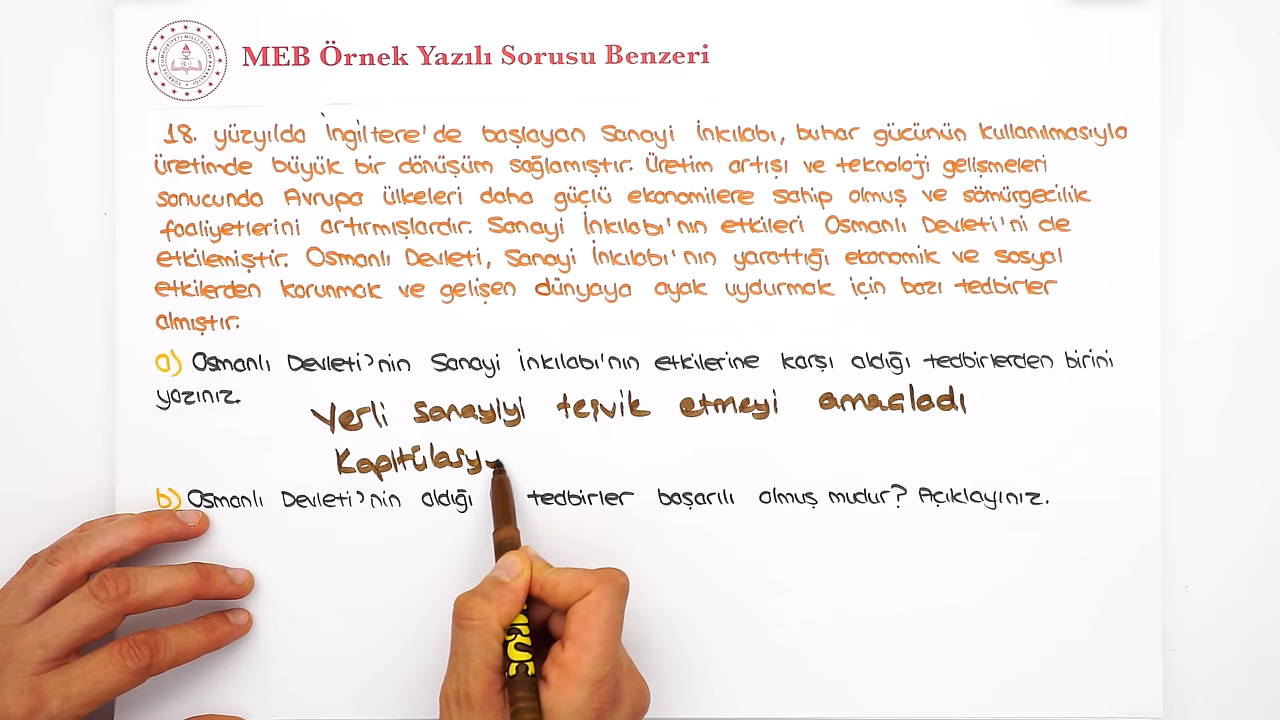 MEB Örnek Yazılı Sorusu Benzeri
18. yüzyılda İngiltere'de başlayan Sanayi İnkılabı, buhar gücünün kullanılmasıyla
üretimde büyük bir dönüşüm sağlamıştır. Üretim artışı ve teknoloji gelişmeleri
sonucunda Avrupa ülkeleri daha güçlü ekonomilere sahip olmuş ve sömürgecilik
faaliyetlerini artırmışlardır. Sanayi İnkılabı'nın etkileri Osmanlı Devleti'ni de
etkilemiştir. Osmanlı Devleti, Sanayi İnkılabı'nın yarattığı ekonomik ve sosyal
etkilerden korunmak ve gelişen dünyaya ayak uydurmak için bazı tedbirler
almıştır.
a) Osmanlı Devleti'nin Sanayi İnkılabı'nın etkilerine karşı aldığı tedbirlerden birini
yazınız.
Yerli sanayiyi teşvik etmeyi amaçladı
Kapitülasy
b) Osmanlı Devleti'nin aldığı tedbirler başarılı olmuş mudur? Açıklayınız.